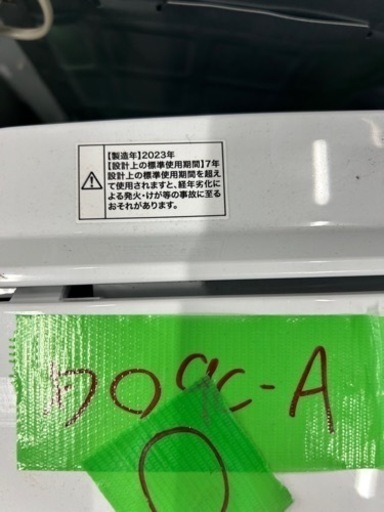 【製造年】2023年
【設計上の標準使用期間】7年
設計上の標準使用期間を超え
て使用されますと、経年劣化に
よる発火・けが等の事故に至る
おそれがあります。